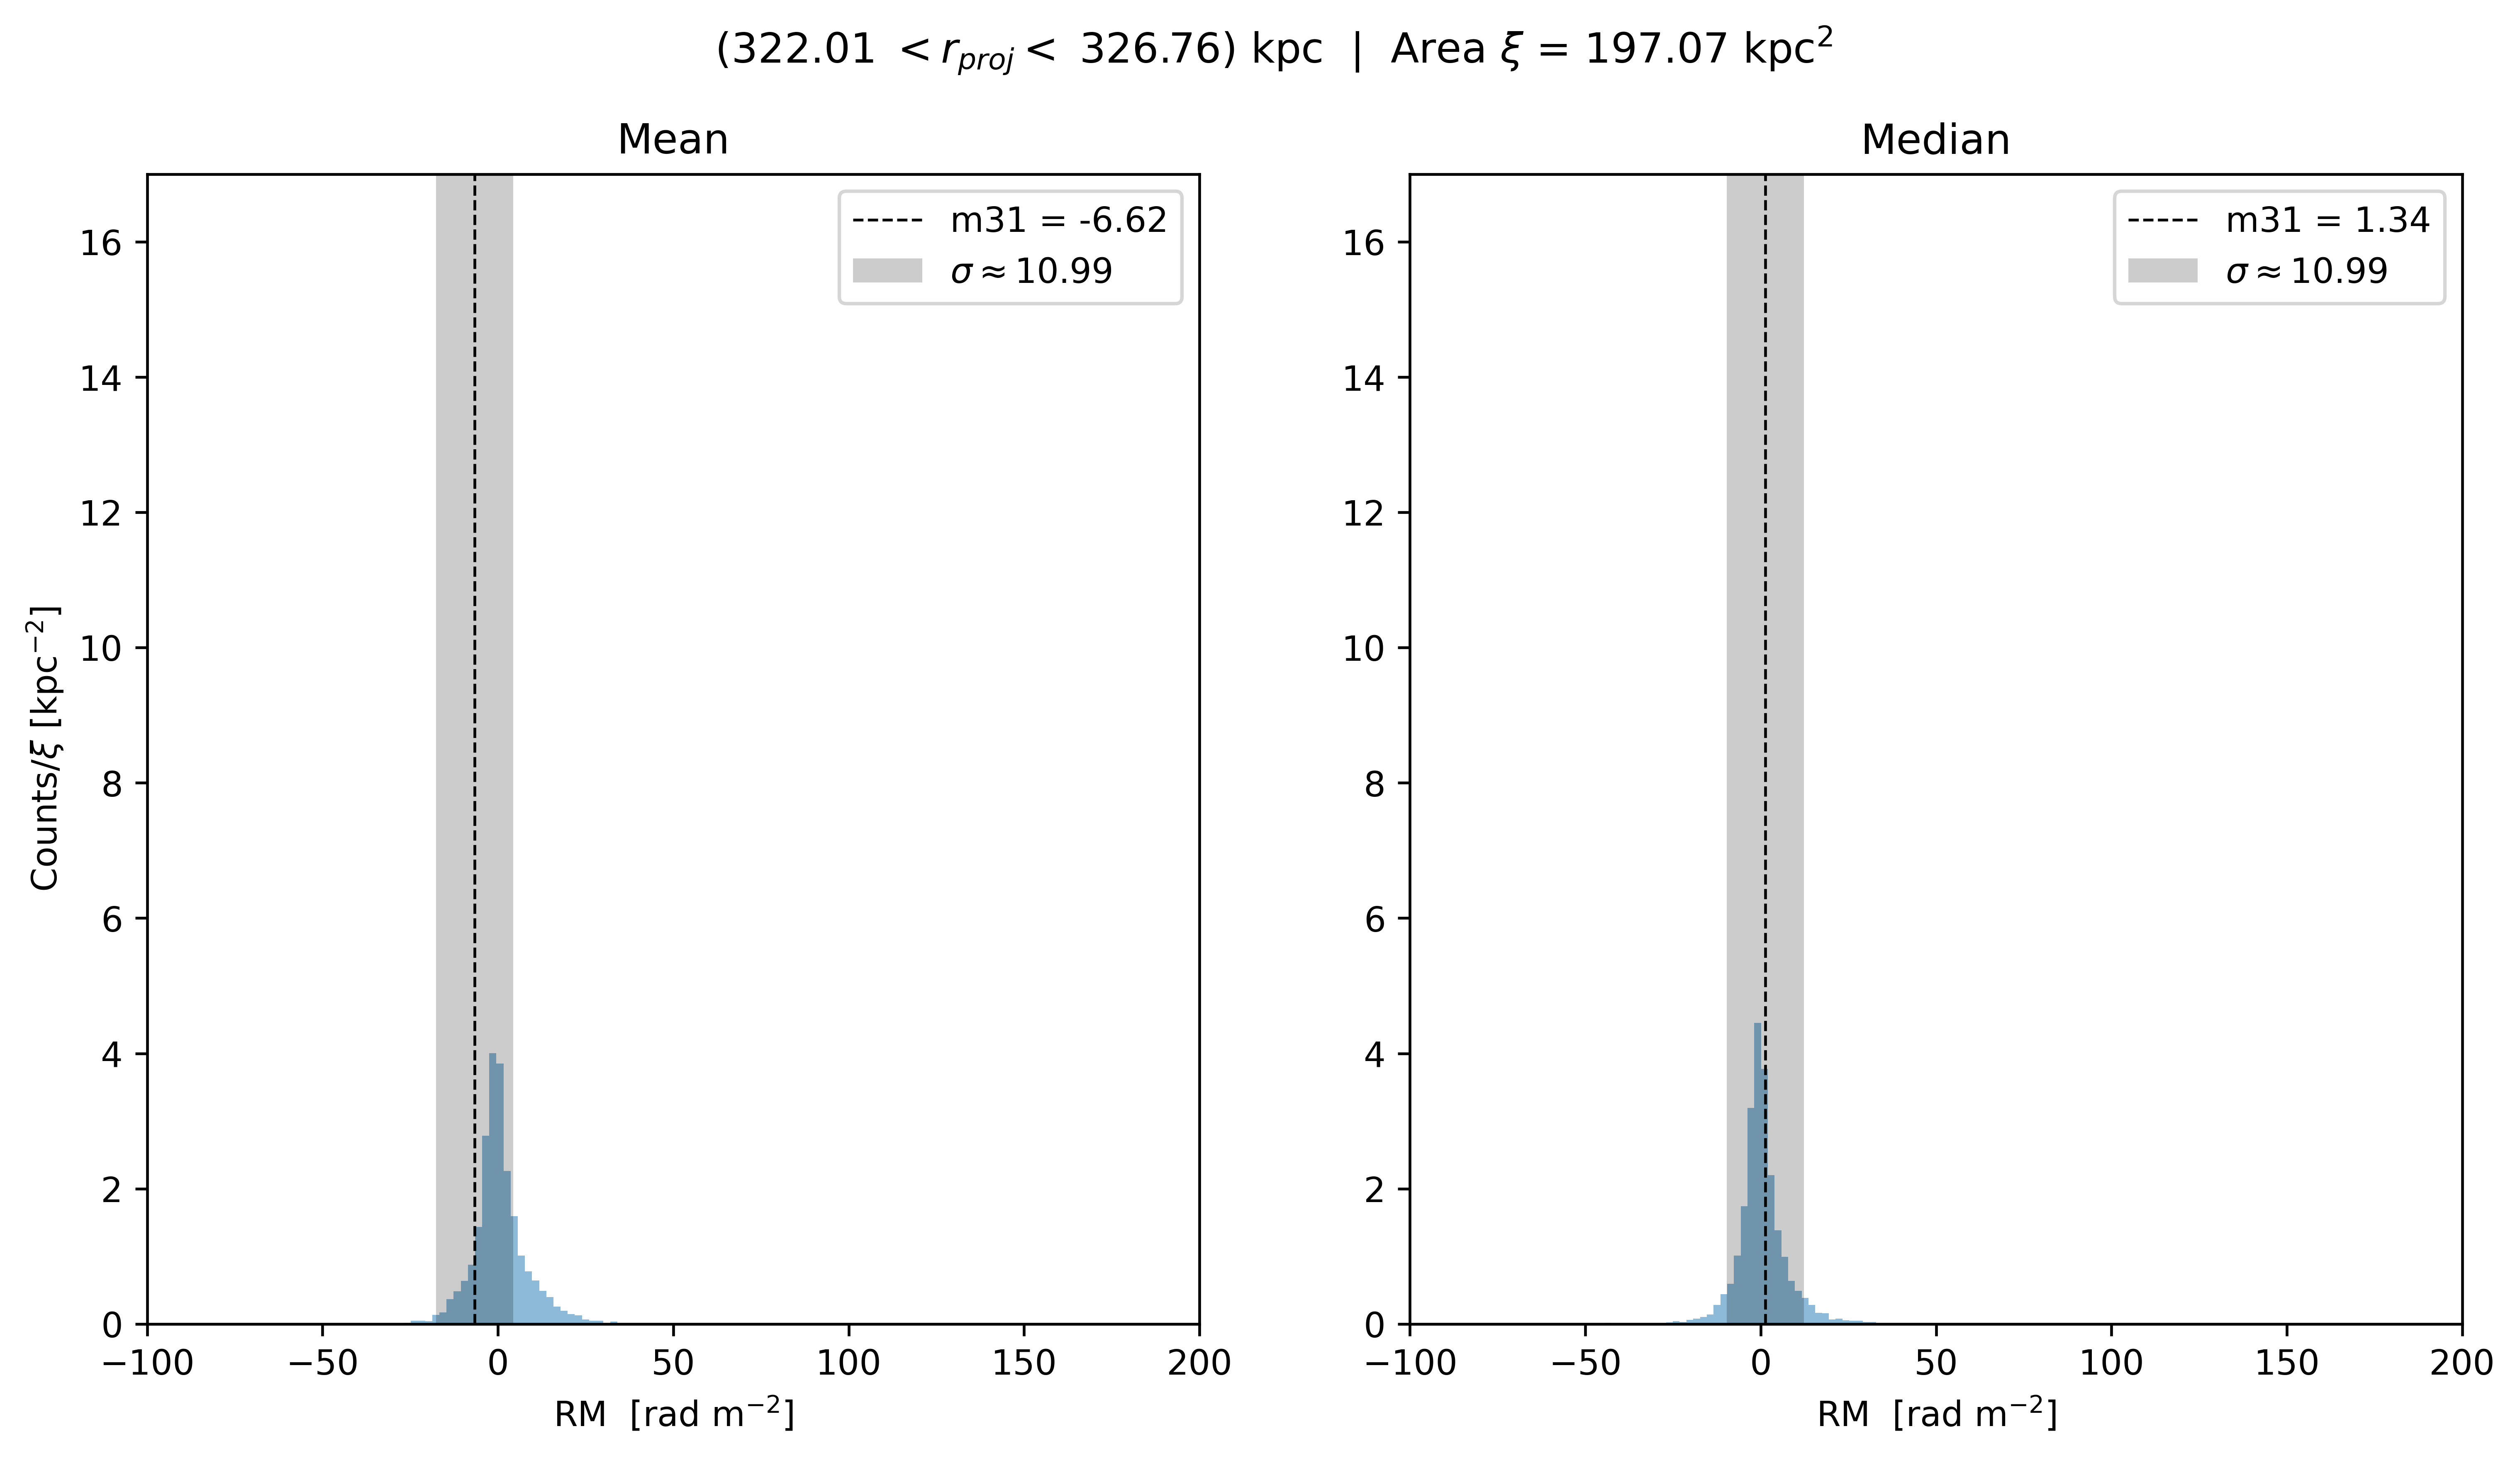 (322.01 < r_proj < 326.76) kpc | Area ξ = 197.07 kpc²
Mean
m31 = -6.62
σ ≈ 10.99
Counts/ξ [kpc⁻²]
16
14
12
10
8
6
4
2
0
−100 −50 0 50 100 150 200
RM [rad m⁻²]
Median
m31 = 1.34
σ ≈ 10.99
16
14
12
10
8
6
4
2
0
−100 −50 0 50 100 150 200
RM [rad m⁻²]